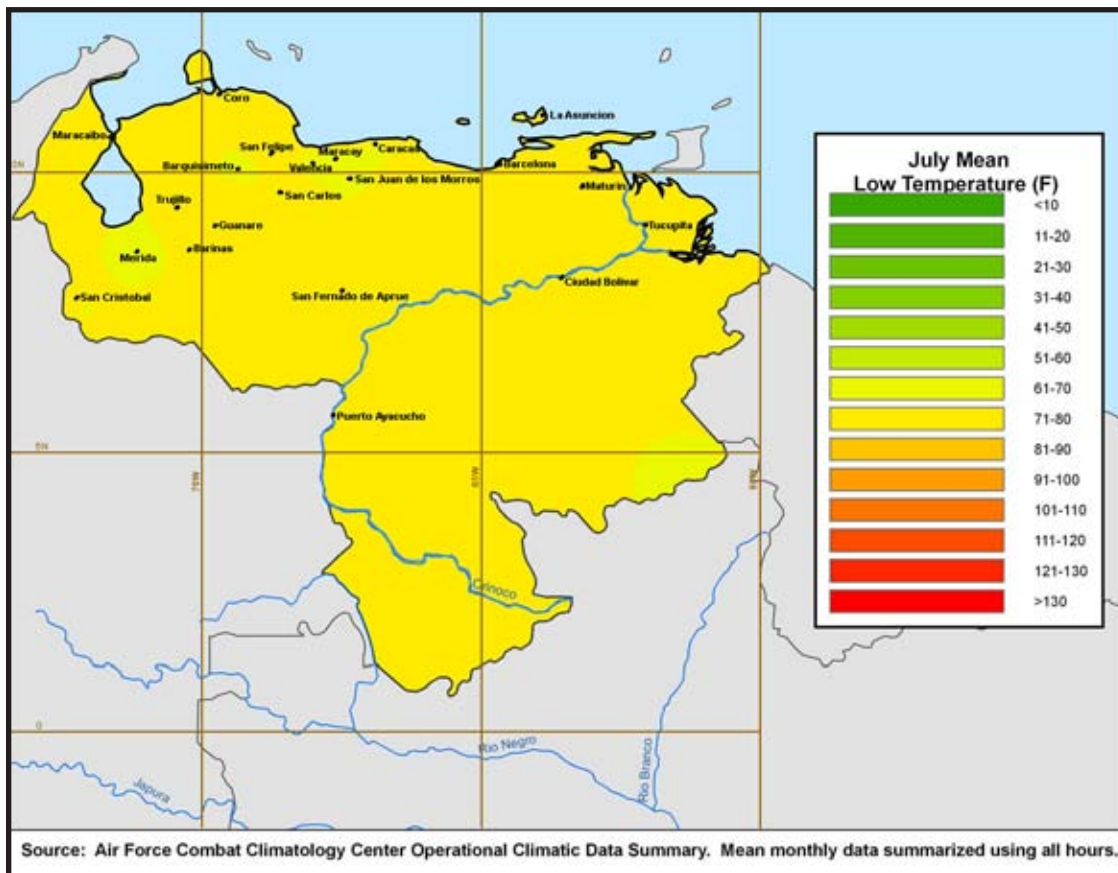 Coro
La Asuncion
Maracaibo
San Felipe
Maracay
Caracas
Barquisimeto
Valencia
Barcelona
San Juan de los Morros
Maturin
Trujillo
San Carlos
Guanare
Tucupita
Merida
Barinas
San Cristobal
San Fernado de Aprue
Ciudad Bolivar
Puerto Ayacucho
5N
Orinoco
0
Rio Negro
Rio Branco
Japura
July Mean
Low Temperature (F)
<10
11-20
21-30
31-40
41-50
51-60
61-70
71-80
81-90
91-100
101-110
111-120
121-130
>130
Source: Air Force Combat Climatology Center Operational Climatic Data Summary. Mean monthly data summarized using all hours.